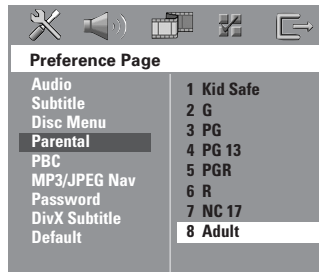 Preference Page
Audio
Subtitle
Disc Menu
Parental
PBC
MP3/JPEG Nav
Password
DivX Subtitle
Default
1 Kid Safe
2 G
3 PG
4 PG 13
5 PGR
6 R
7 NC 17
8 Adult